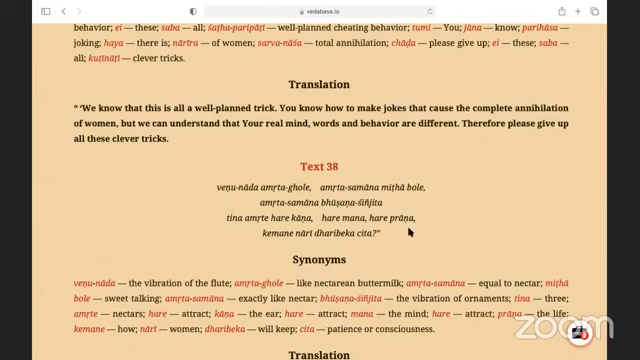 vedabase.io
behavior; ei — these; saba — all; śaṭha-paripāṭī — well-planned cheating behavior; tumi — You; jāna — know; parihāsa —
joking; haya — there is; nārīra — of women; sarva-nāśa — total annihilation; chāḍa — please give up; ei — these; saba —
all; kuṭīnāṭī — clever tricks.
Translation
“ ‘We know that this is all a well-planned trick. You know how to make jokes that cause the complete annihilation
of women, but we can understand that Your real mind, words and behavior are different. Therefore please give up
all these clever tricks.
Text 38
veṇu-nāda amṛta-ghole, amṛta-samāna miṭhā bole,
amṛta-samāna bhūṣaṇa-śiñjita
tina amṛte hare kāṇa, hare mana, hare prāṇa,
kemane nārī dharibeka cita?”
Synonyms
veṇu-nāda — the vibration of the flute; amṛta-ghole — like nectarean buttermilk; amṛta-samāna — equal to nectar; miṭhā
bole — sweet talking; amṛta-samāna — exactly like nectar; bhūṣaṇa-śiñjita — the vibration of ornaments; tina — three;
amṛte — nectars; hare — attract; kāṇa — the ear; hare — attract; mana — the mind; hare — attract; prāṇa — the life;
kemane — how; nārī — women; dharibeka — will keep; cita — patience or consciousness.
zoom
Translation